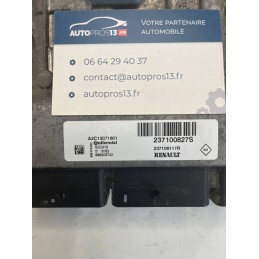 AUTOPROS13.FR
VOTRE PARTENAIRE
AUTOMOBILE
06 64 29 40 37
contact@autopros13.fr
autopros13.fr
A2C13071801
Continental
237100827S
237108117R
RENAULT